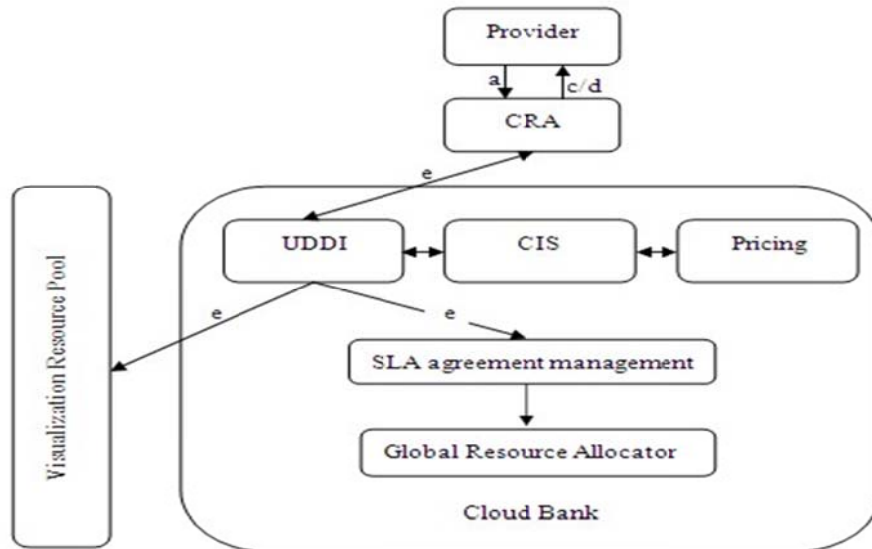 Provider
a
c/d
CRA
e
UDDI
CIS
Pricing
Visualization Resource Pool
e
e
SLA agreement management
Global Resource Allocator
Cloud Bank